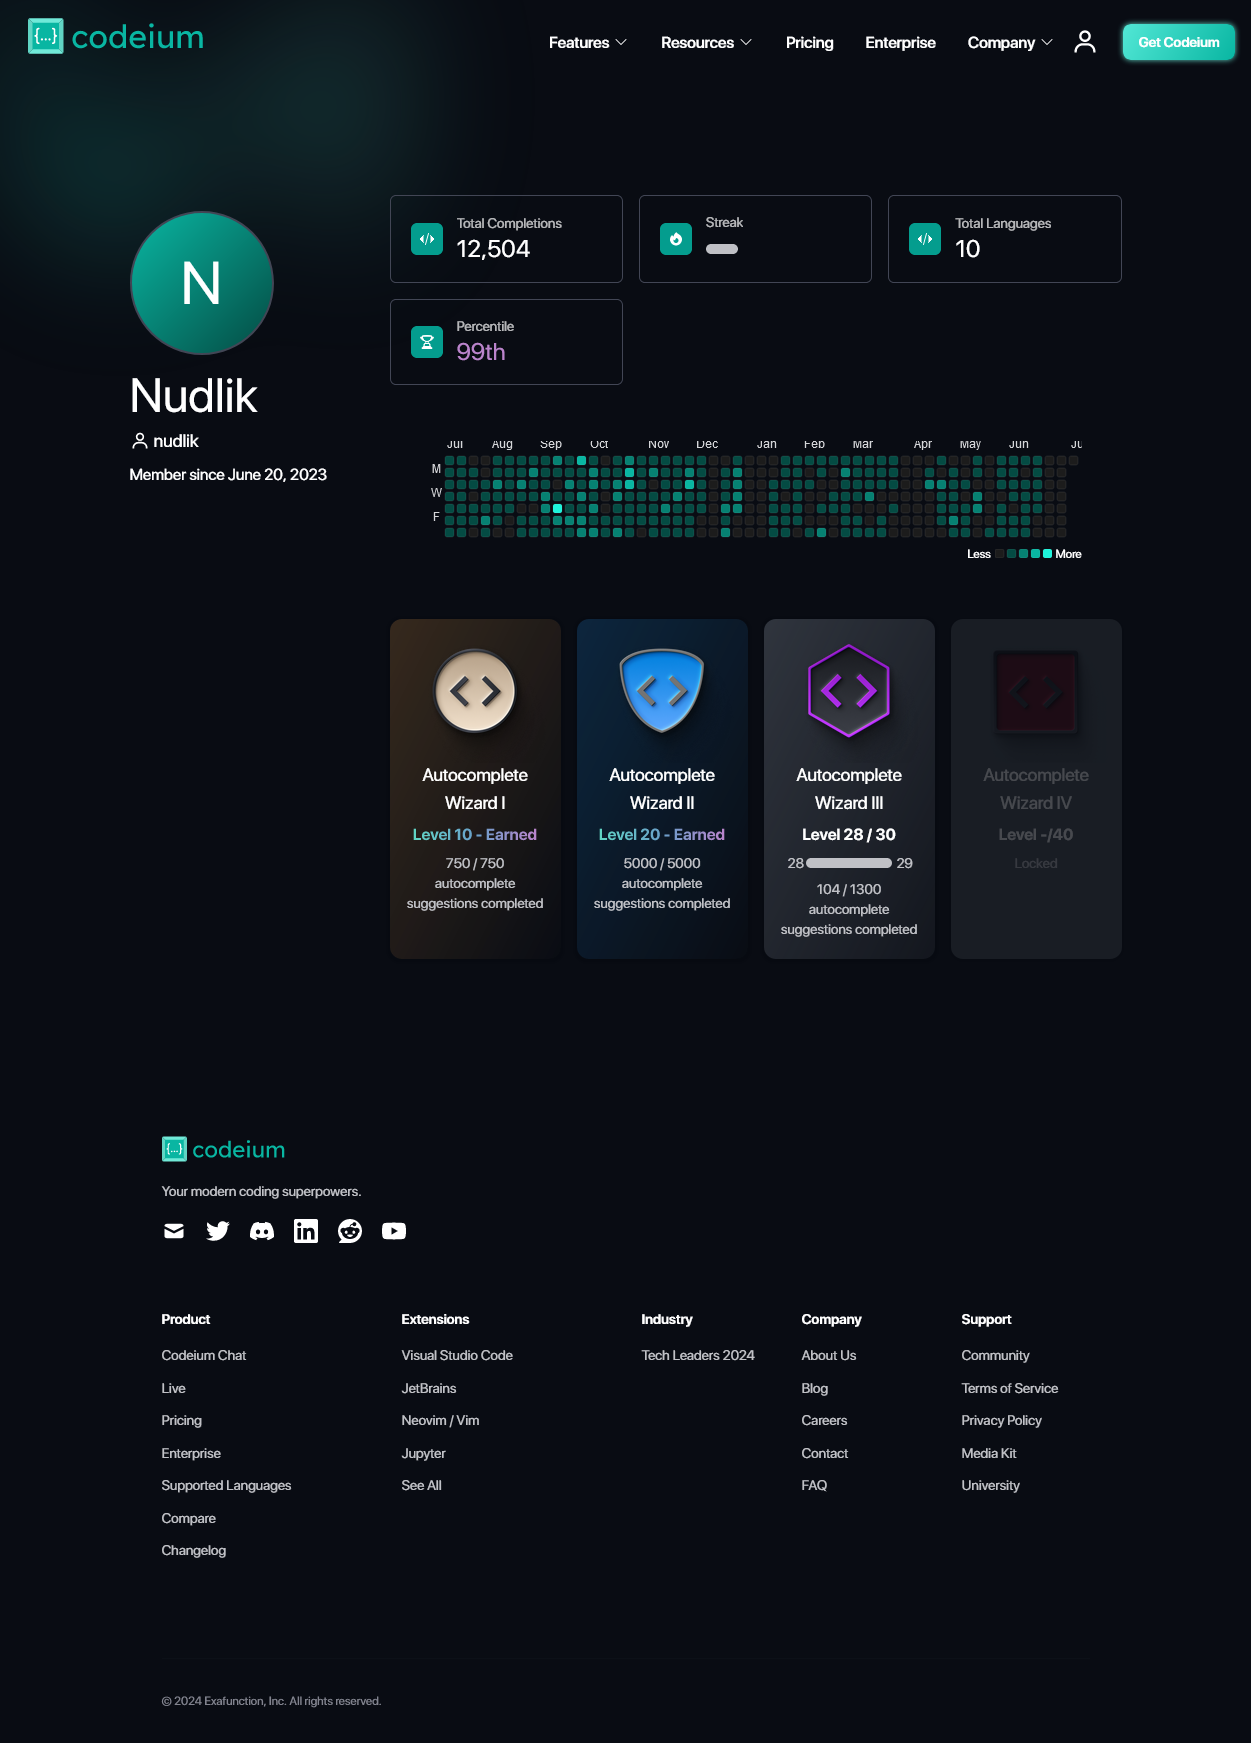 {...} codeium
Features
Resources
Pricing
Enterprise
Company
Get Codeium
N
Nudlik
nudlik
Member since June 20, 2023
Total Completions
12,504
Streak
Total Languages
10
Percentile
99th
Jul Aug Sep Oct Nov Dec Jan Feb Mar Apr May Jun Ju
M
W
F
Less More
Autocomplete
Wizard I
Level 10 - Earned
750 / 750
autocomplete
suggestions completed
Autocomplete
Wizard II
Level 20 - Earned
5000 / 5000
autocomplete
suggestions completed
Autocomplete
Wizard III
Level 28 / 30
28 29
104 / 1300
autocomplete
suggestions completed
Autocomplete
Wizard IV
Level -/40
Locked
{...} codeium
Your modern coding superpowers.
Product
Codeium Chat
Live
Pricing
Enterprise
Supported Languages
Compare
Changelog
Extensions
Visual Studio Code
JetBrains
Neovim / Vim
Jupyter
See All
Industry
Tech Leaders 2024
Company
About Us
Blog
Careers
Contact
FAQ
Support
Community
Terms of Service
Privacy Policy
Media Kit
University
© 2024 Exafunction, Inc. All rights reserved.